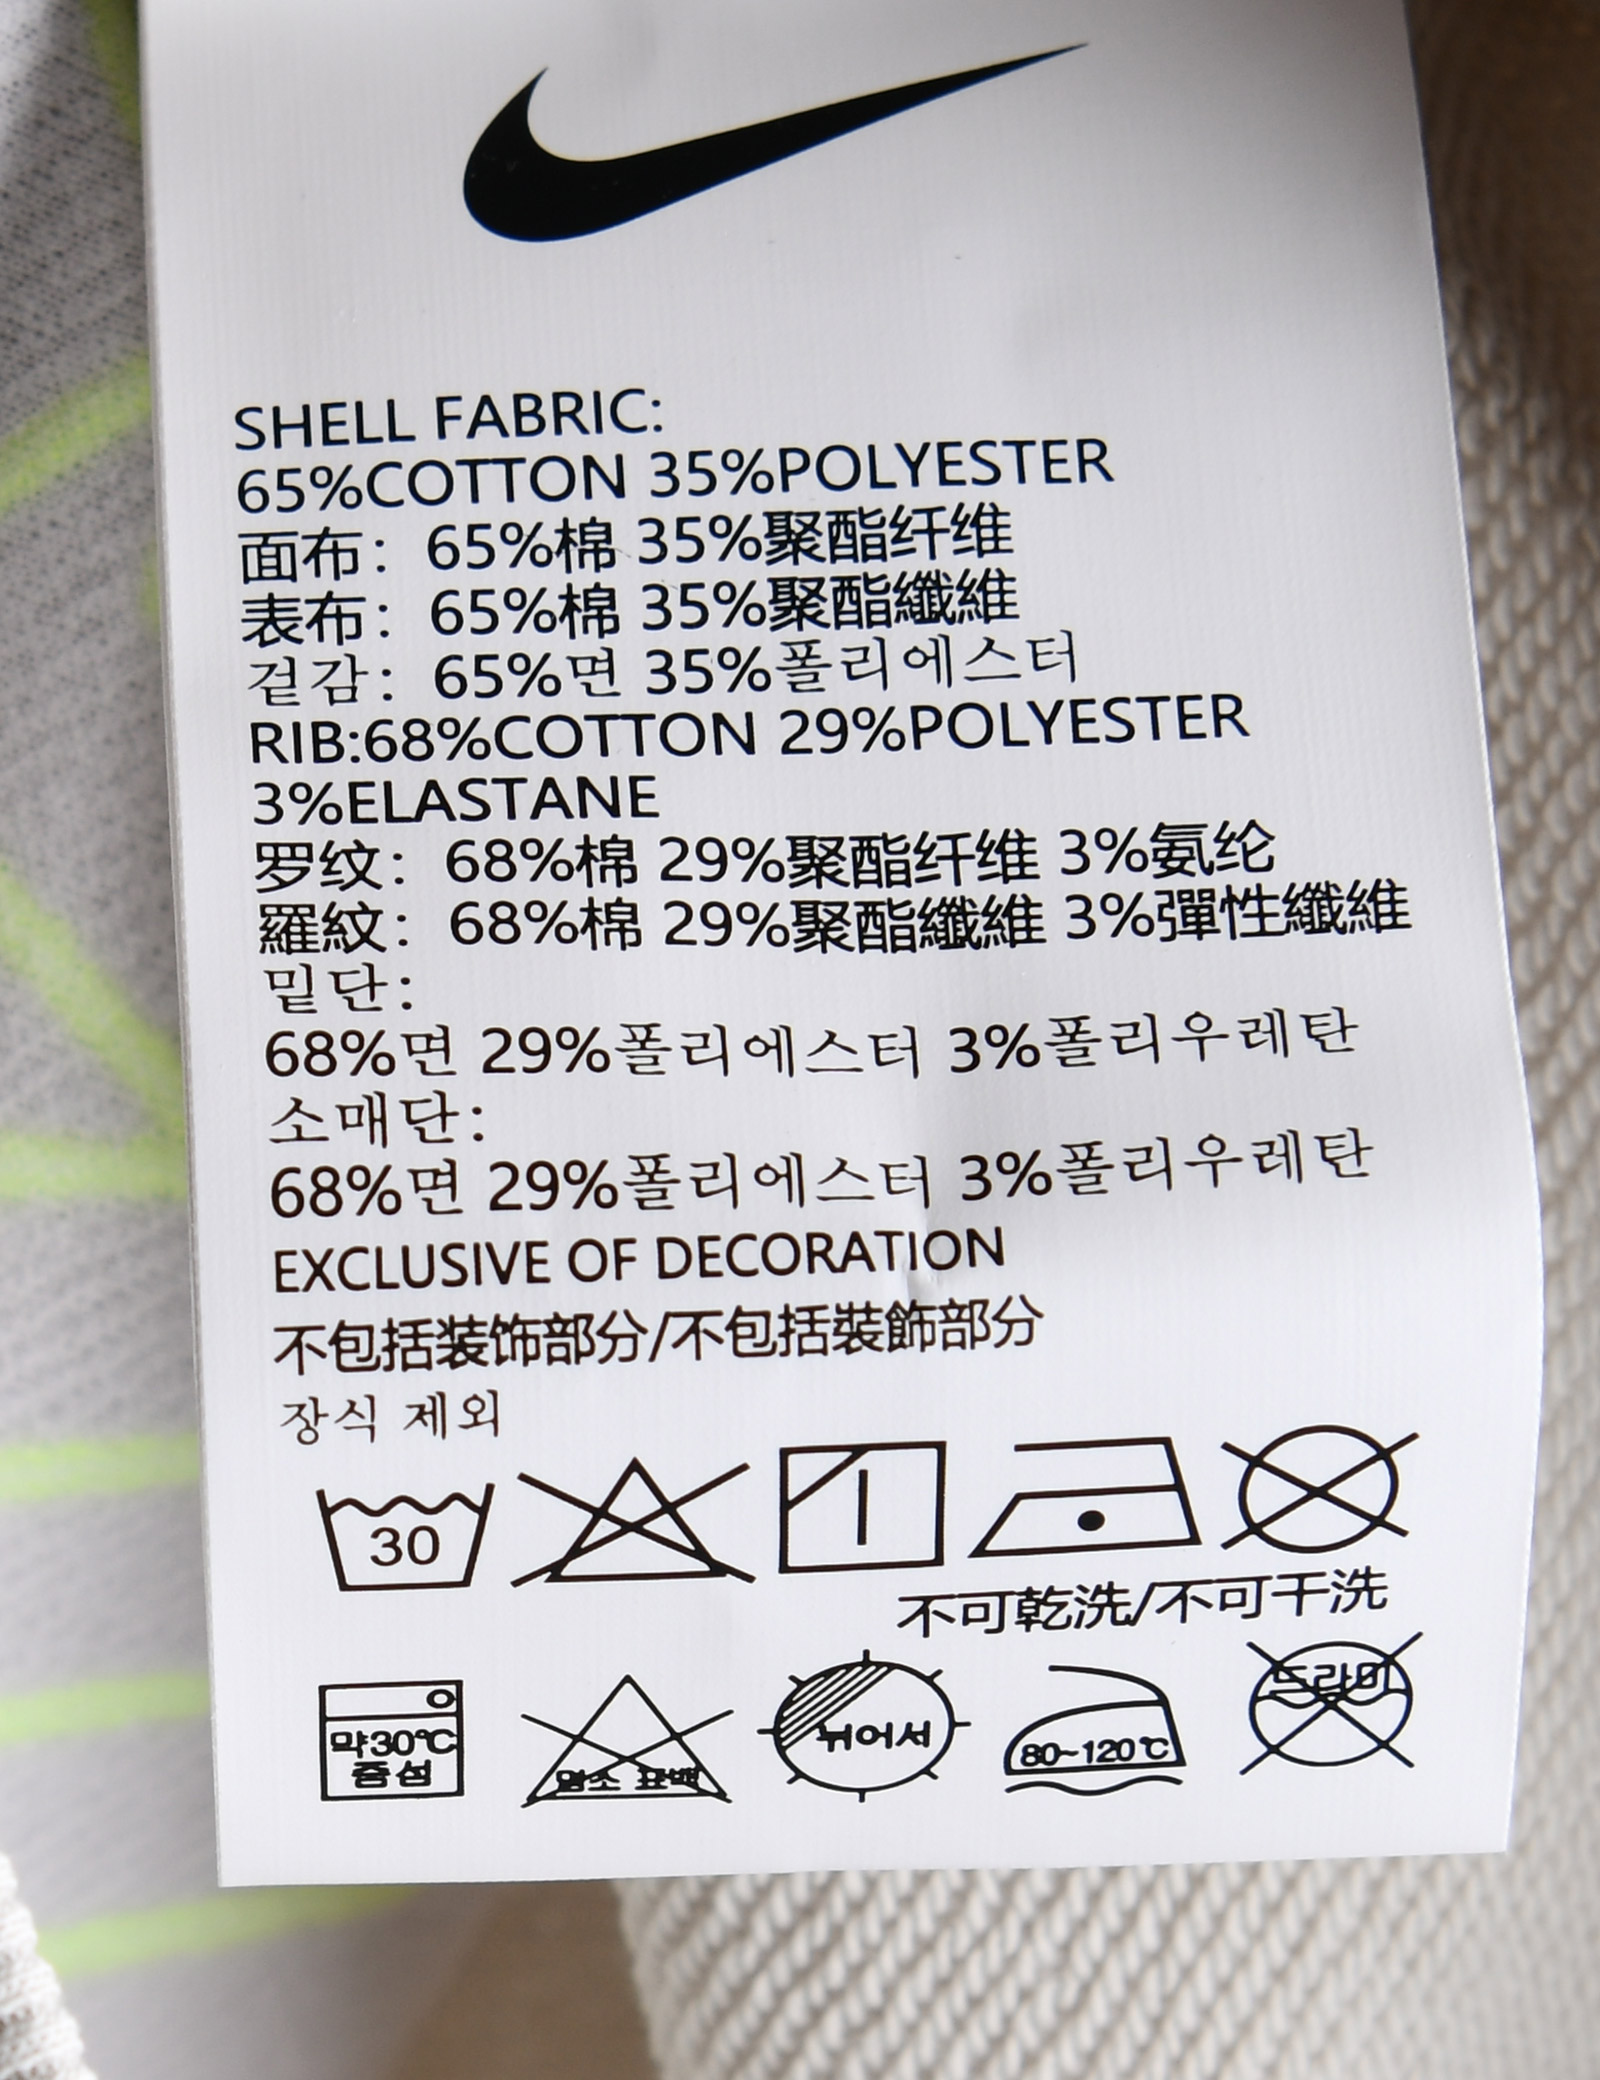 SHELL FABRIC:
65%COTTON 35%POLYESTER
面布：65%棉 35%聚酯纤维
表布：65%棉 35%聚酯纖維
겉감：65%면 35%폴리에스터
RIB:68%COTTON 29%POLYESTER
3%ELASTANE
罗纹：68%棉 29%聚酯纤维 3%氨纶
羅紋：68%棉 29%聚酯纖維 3%彈性纖維
밑단:
68%면 29%폴리에스터 3%폴리우레탄
소매단:
68%면 29%폴리에스터 3%폴리우레탄
EXCLUSIVE OF DECORATION
不包括装饰部分/不包括裝飾部分
장식 제외
30
不可乾洗/不可干洗
약30℃
중성
염소 표백
뉘어서
80~120℃
드라이